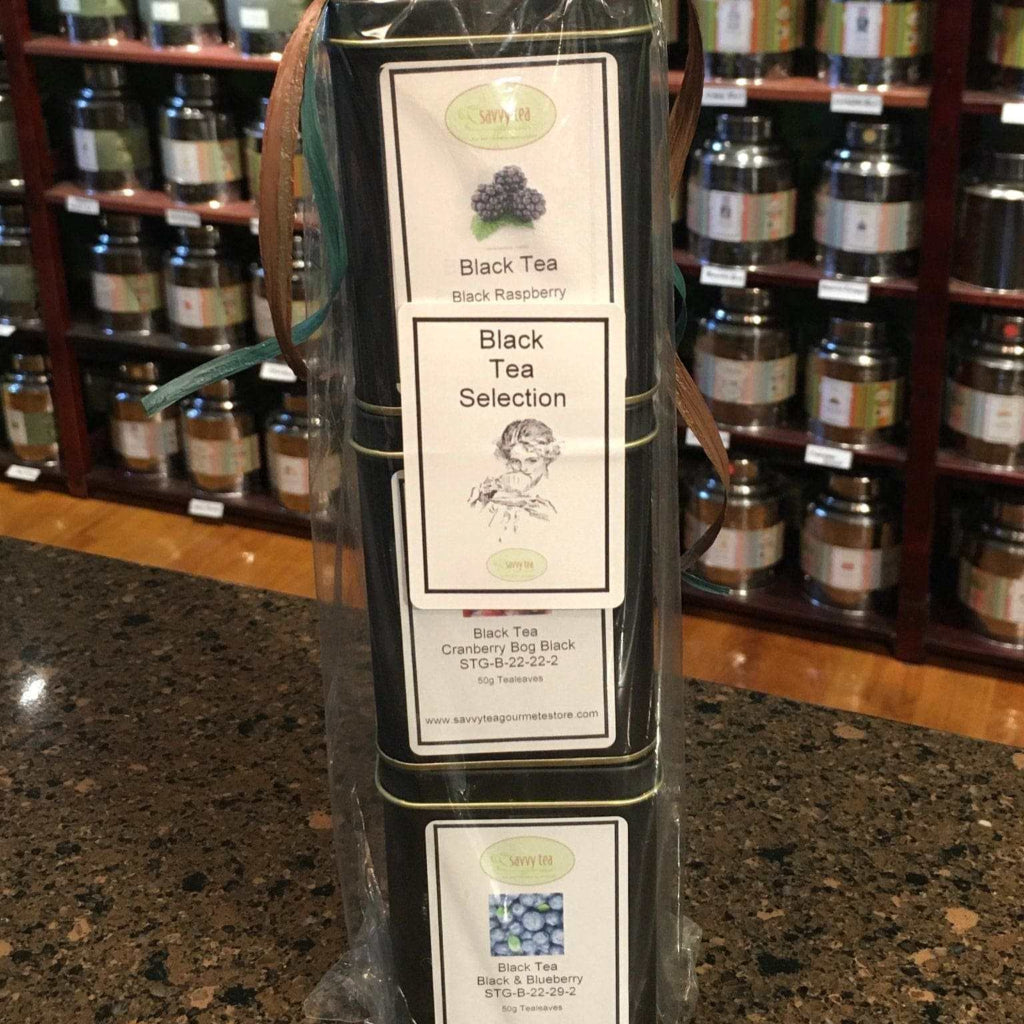 savvy tea
Black Tea
Black Raspberry
Black
Tea
Selection
savvy tea
Black Tea
Cranberry Bog Black
STG-B-22-22-2
50g Tealeaves
www.savvyteagourmetestore.com
savvy tea
Black Tea
Black & Blueberry
STG-B-22-29-2
50g Tealeaves